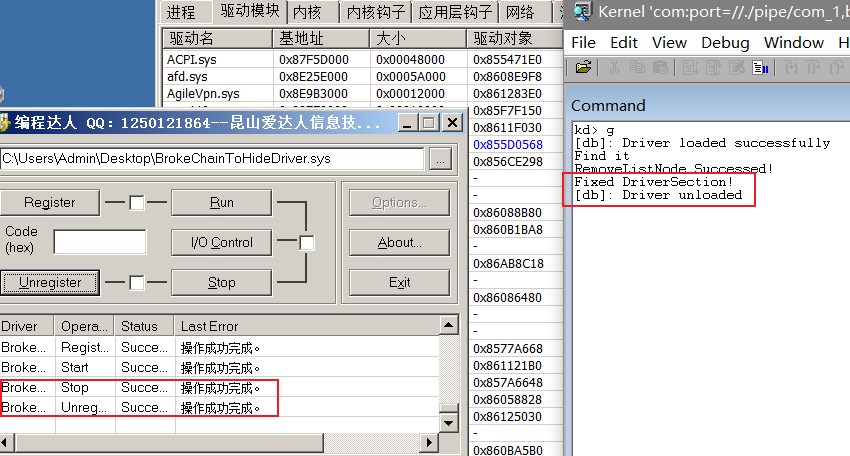 进程 驱动模块 内核 内核钩子 应用层钩子 网络
驱动名 基地址 大小 驱动对象
ACPI.sys 0x87F5D000 0x00048000 0x855471E0
afd.sys 0x8E25E000 0x0005A000 0x8608E9F8
AgileVpn.sys 0x8E9B3000 0x00012000 0x861283E0
0x85F7F150
0x8611F030
0x855D0568
0x856CE298
-
-
0x86088B80
0x860B1BA8
-
0x86AB8C18
-
0x86086480
-
-
0x8577A668
0x861121B0
0x857A6648
0x86058828
0x86125030
-
0x860BA5B0
编程达人 QQ：1250121864--昆山爱达人信息技...
C:\Users\Admin\Desktop\BrokeChainToHideDriver.sys ...
Register Run Options...
Code
(hex)
I/O Control About...
Unregister Stop Exit
Driver Opera... Status Last Error
Broke... Regist... Succe... 操作成功完成。
Broke... Start Succe... 操作成功完成。
Broke... Stop Succe... 操作成功完成。
Broke... Unreg... Succe... 操作成功完成。
Kernel 'com:port=//./pipe/com_1,b
File Edit View Debug Window H
Command
kd> g
[db]: Driver loaded successfully
Find it
RemoveListNode Successed!
Fixed DriverSection!
[db]: Driver unloaded